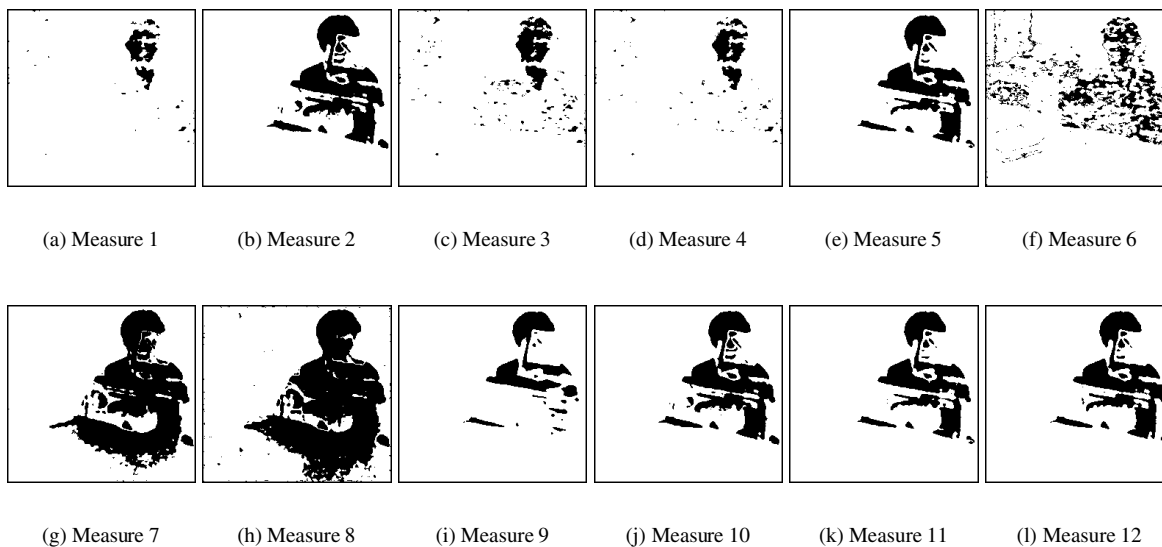 (a) Measure 1
(b) Measure 2
(c) Measure 3
(d) Measure 4
(e) Measure 5
(f) Measure 6
(g) Measure 7
(h) Measure 8
(i) Measure 9
(j) Measure 10
(k) Measure 11
(l) Measure 12